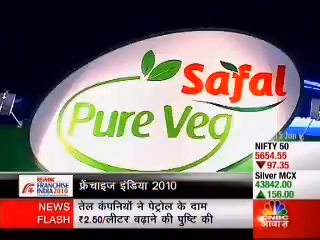 Safal
Pure Veg
NIFTY 50
5654.55
▼97.35
Silver MCX
43842.00
▲156.00
FRANCHISE
INDIA 2010
फ्रेंचाइज इंडिया 2010
NEWS
FLASH
तेल कंपनियों ने पेट्रोल के दाम
₹2.50/लीटर बढ़ाने की पुष्टि की
CNBC
आवाज़